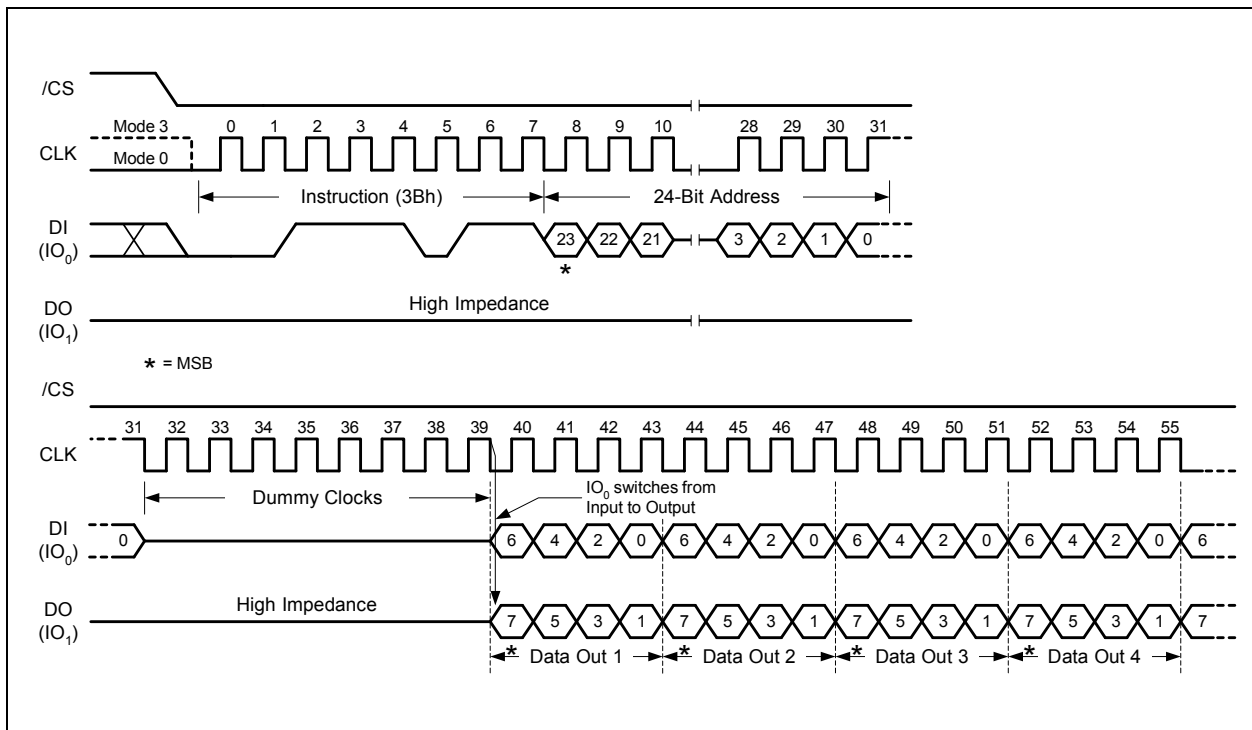 /CS
Mode 3 0 1 2 3 4 5 6 7 8 9 10 28 29 30 31
CLK
Mode 0
Instruction (3Bh) 24-Bit Address
DI
(IO0)
23 22 21 3 2 1 0
*
High Impedance
DO
(IO1)
* = MSB
/CS
31 32 33 34 35 36 37 38 39 40 41 42 43 44 45 46 47 48 49 50 51 52 53 54 55
CLK
Dummy Clocks
IO0 switches from
Input to Output
DI
(IO0)
0 6 4 2 0 6 4 2 0 6 4 2 0 6 4 2 0 6
High Impedance
DO
(IO1)
7 5 3 1 7 5 3 1 7 5 3 1 7 5 3 1 7
* Data Out 1 * Data Out 2 * Data Out 3 * Data Out 4